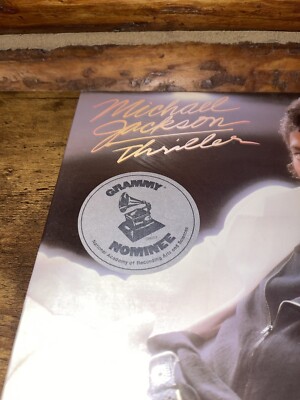 Michael
Jackson
Thriller
GRAMMY
NOMINEE
National Academy of Recording Arts and Sciences